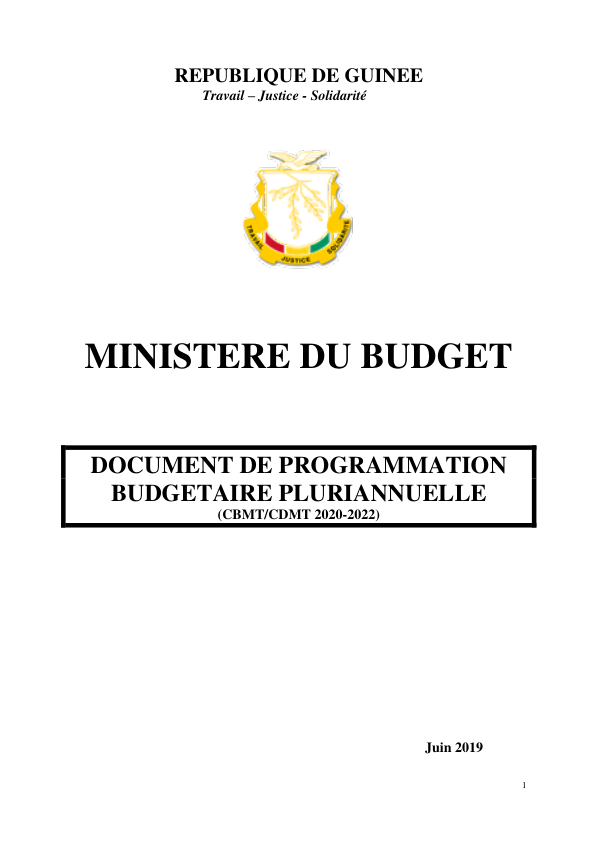 REPUBLIQUE DE GUINEE
Travail – Justice - Solidarité
TRAVAIL JUSTICE SOLIDARITE
MINISTERE DU BUDGET
DOCUMENT DE PROGRAMMATION
BUDGETAIRE PLURIANNUELLE
(CBMT/CDMT 2020-2022)
Juin 2019
1